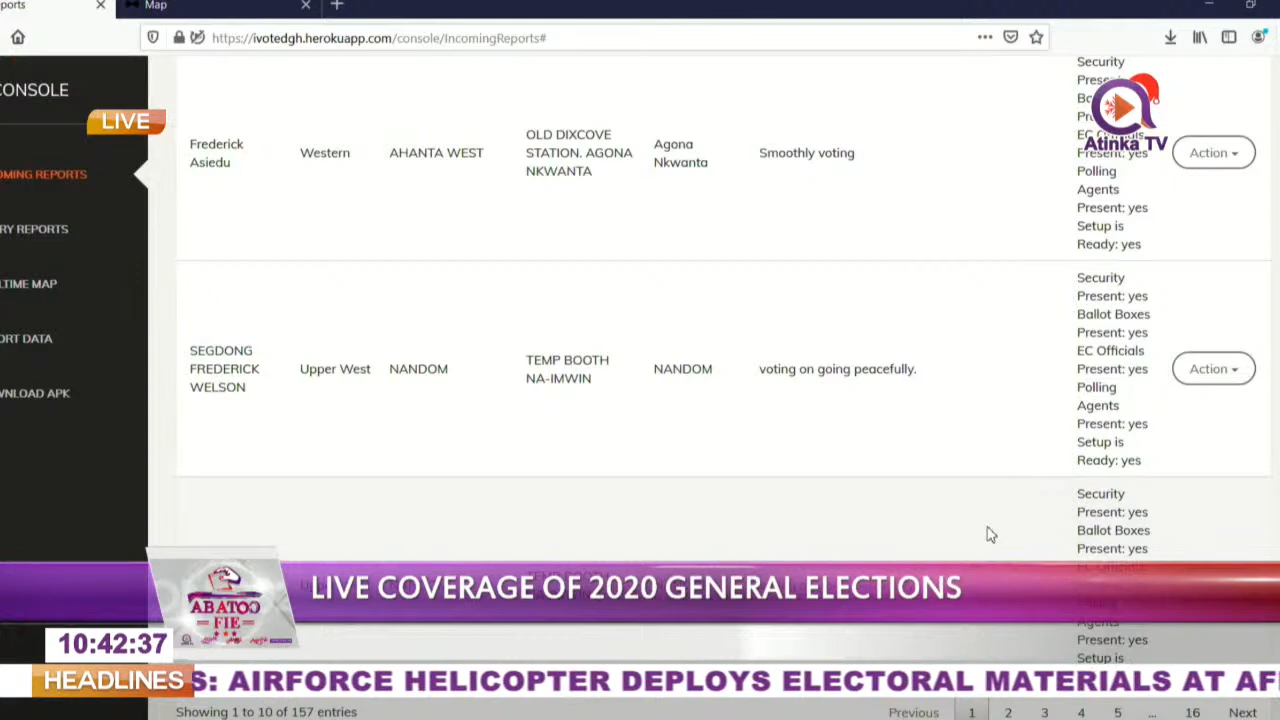 ports
Map
https://ivotedgh.herokuapp.com/console/IncomingReports#
CONSOLE
LIVE
OMING REPORTS
RY REPORTS
LTIME MAP
ORT DATA
WNLOAD APK
Frederick
Asiedu
Western
AHANTA WEST
OLD DIXCOVE
STATION. AGONA
NKWANTA
Agona
Nkwanta
Smoothly voting
Security
Atinka TV
Present: yes
Polling
Agents
Present: yes
Setup is
Ready: yes
Action
SEGDONG
FREDERICK
WELSON
Upper West
NANDOM
TEMP BOOTH
NA-IMWIN
NANDOM
voting on going peacefully.
Security
Present: yes
Ballot Boxes
Present: yes
EC Officials
Present: yes
Polling
Agents
Present: yes
Setup is
Ready: yes
Action
Security
Present: yes
Ballot Boxes
Present: yes
Agents
Present: yes
Setup is
ABATOO
FIE
LIVE COVERAGE OF 2020 GENERAL ELECTIONS
10:42:37
HEADLINES
S: AIRFORCE HELICOPTER DEPLOYS ELECTORAL MATERIALS AT AF
Showing 1 to 10 of 157 entries
Previous 1 2 3 4 5 ... 16 Next